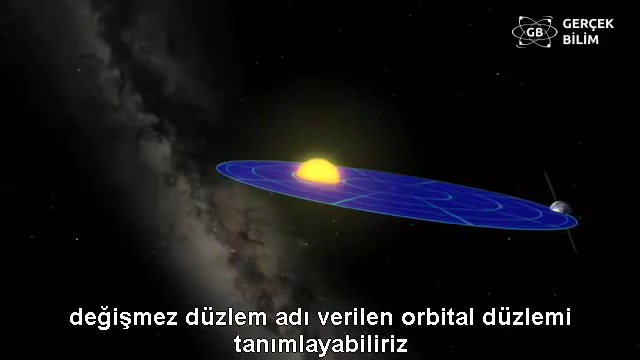 GB
GERÇEK
BİLİM
değişmez düzlem adı verilen orbital düzlemi
tanımlayabiliriz